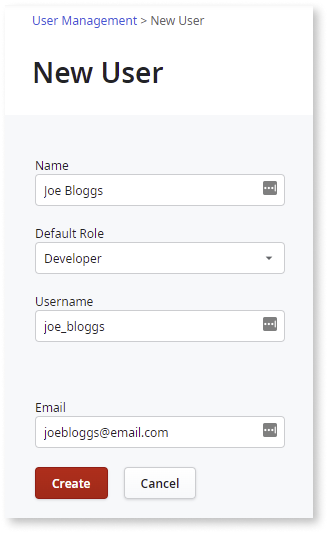 User Management > New User
New User
Name
Joe Bloggs
Default Role
Developer
Username
joe_bloggs
Email
joebloggs@email.com
Create Cancel